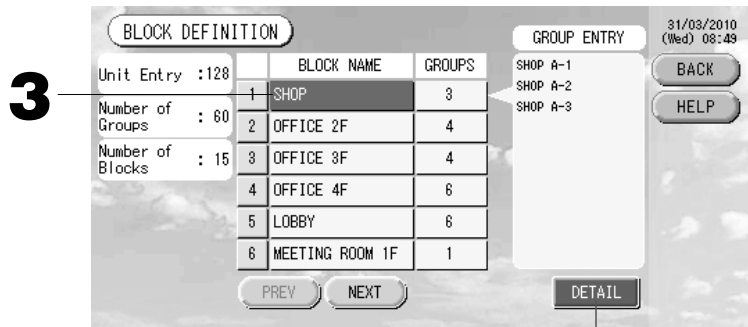 BLOCK DEFINITION
31/03/2010
(Wed) 08:49
GROUP ENTRY
BACK
HELP
Unit Entry :128
Number of Groups : 60
Number of Blocks : 15
BLOCK NAME GROUPS
3
1 SHOP 3
2 OFFICE 2F 4
3 OFFICE 3F 4
4 OFFICE 4F 6
5 LOBBY 6
6 MEETING ROOM 1F 1
SHOP A-1
SHOP A-2
SHOP A-3
PREV NEXT
DETAIL